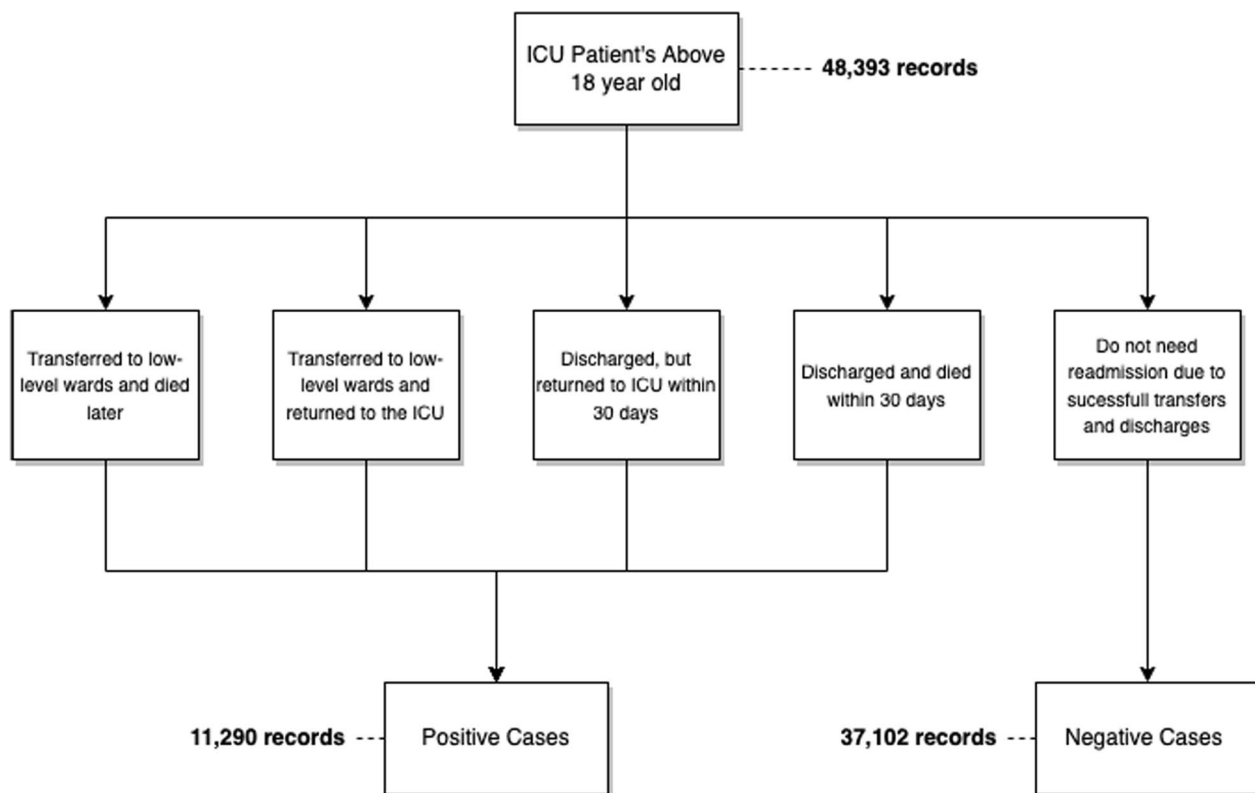 ICU Patient's Above
18 year old
48,393 records
Transferred to low-
level wards and died
later
Transferred to low-
level wards and
returned to the ICU
Discharged, but
returned to ICU within
30 days
Discharged and died
within 30 days
Do not need
readmission due to
sucessfull transfers
and discharges
11,290 records
Positive Cases
37,102 records
Negative Cases